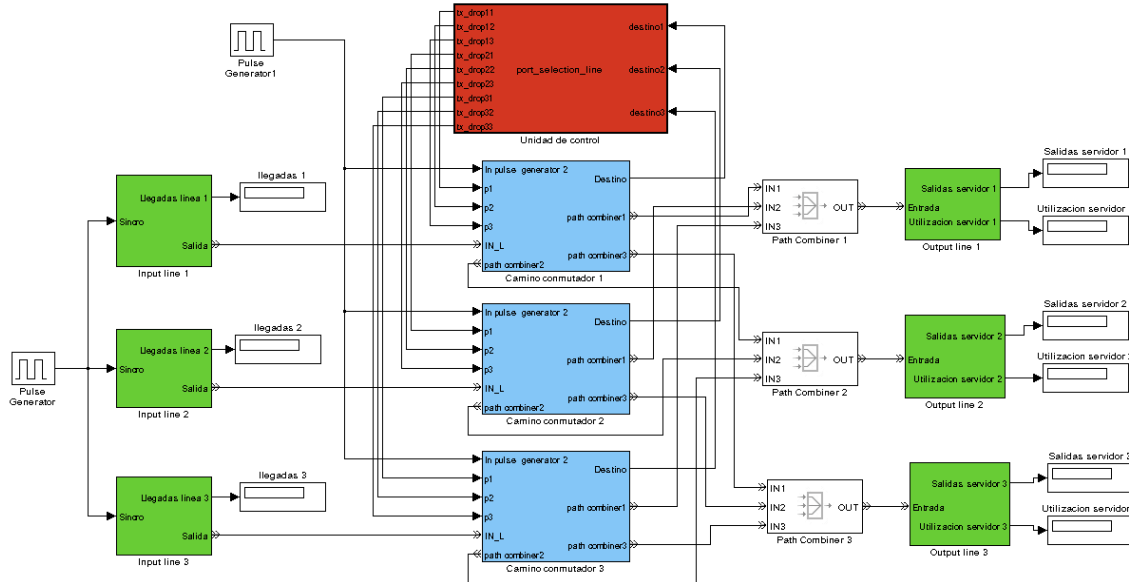 Pulse
Generator1
tx_drop11
tx_drop12
tx_drop13
tx_drop21
tx_drop22
tx_drop23
tx_drop31
tx_drop32
tx_drop33
port_selection_line
destino1
destino2
destino3
Unidad de control
Pulse
Generator
Llegadas linea 1
Sincro
Salida
Input line 1
llegadas 1
In pulse generator 2
p1
p2
p3
IN_L
path combiner2
Destino
path combiner1
path combiner3
Camino conmutador 1
IN1
IN2
IN3
OUT
Path Combiner 1
Salidas servidor 1
Entrada
Utilizacion servidor 1
Output line 1
Salidas servidor 1
Utilizacion servidor
Llegadas linea 2
Sincro
Salida
Input line 2
llegadas 2
In pulse generator 2
p1
p2
p3
IN_L
path combiner2
Destino
path combiner1
path combiner3
Camino conmutador 2
IN1
IN2
IN3
OUT
Path Combiner 2
Salidas servidor 2
Entrada
Utilizacion servidor 2
Output line 2
Salidas servidor 2
Utilizacion servidor 2
Llegadas linea 3
Sincro
Salida
Input line 3
llegadas 3
In pulse generator 2
p1
p2
p3
IN_L
path combiner2
Destino
path combiner1
path combiner3
Camino conmutador 3
IN1
IN2
IN3
OUT
Path Combiner 3
Salidas servidor 3
Entrada
Utilizacion servidor 3
Output line 3
Salidas servidor 3
Utilizacion servidor